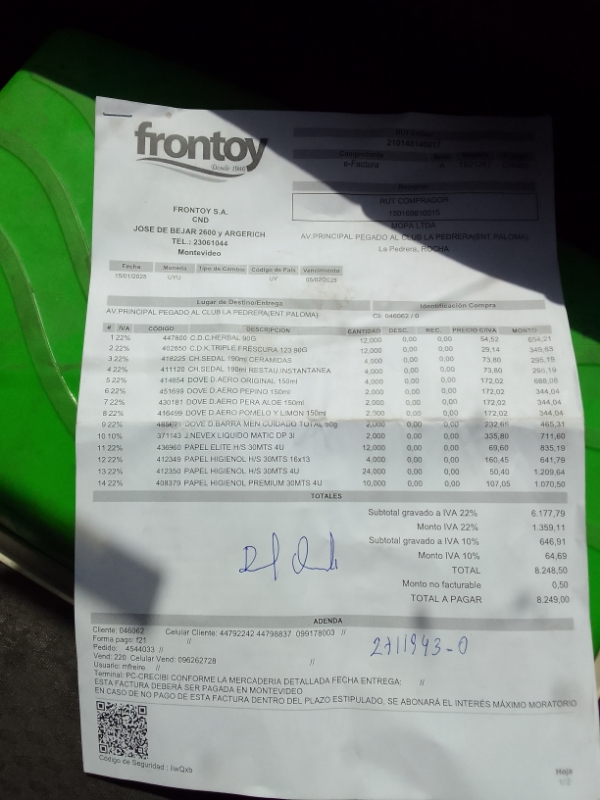 frontoy
Desde 1946
FRONTOY S.A.
CND
JOSE DE BEJAR 2600 y ARGERICH
TEL.: 23061044
Montevideo
e-Factura
RUT COMPRADOR
MOPA LTDA
AV.PRINCIPAL PEGADO AL CLUB LA PEDRERA(ENT.PALOMA)
La Pedrera, ROCHA
Fecha Moneda Tipo de Cambio Código de País Vencimiento
UYU UY
Lugar de Destino/Entrega Identificación Compra
AV.PRINCIPAL PEGADO AL CLUB LA PEDRERA(ENT.PALOMA) Cli: 046062 / 0
# IVA CÓDIGO DESCRIPCION CANTIDAD DESC. REC. PRECIO C/IVA MONTO
1 22% 447800 C.D.C.HERBAL 90G 12,000 0,00 0,00 54,52 654,21
2 22% 402850 C.D.K.TRIPLE FRESCURA 123 90G 12,000 0,00 0,00 29,14 349,65
3 22% 418225 CH.SEDAL 190ml CERAMIDAS 4,000 0,00 0,00 73,80 295,19
4 22% 411120 CH.SEDAL 190ml RESTAU INSTANTANEA 4,000 0,00 0,00 73,80 295,19
5 22% 414854 DOVE D.AERO ORIGINAL 150ml 4,000 0,00 0,00 172,02 688,08
6 22% 451699 DOVE D.AERO PEPINO 150ml 2,000 0,00 0,00 172,02 344,04
7 22% 430181 DOVE D.AERO PERA ALOE 150ml 2,000 0,00 0,00 172,02 344,04
8 22% 416499 DOVE D.AERO POMELO Y LIMON 150ml 2,000 0,00 0,00 172,02 344,04
9 22% DOVE D.BARRA MEN CUIDADO TOTAL 50g 2,000 0,00 0,00 232,65 465,31
10 10% 371143 J.NEVEX LIQUIDO MATIC DP 3l 2,000 0,00 0,00 355,80 711,60
11 22% 436960 PAPEL ELITE H/S 30MTS 4U 12,000 0,00 0,00 69,60 835,19
12 22% 412349 PAPEL HIGIENOL H/S 30MTS 16x13 4,000 0,00 0,00 160,45 641,79
13 22% 412350 PAPEL HIGIENOL H/S 30MTS 4U 24,000 0,00 0,00 50,40 1.209,64
14 22% 408379 PAPEL HIGIENOL PREMIUM 30MTS 4U 10,000 0,00 0,00 107,05 1.070,50
TOTALES
Subtotal gravado a IVA 22% 6.177,79
Monto IVA 22% 1.359,11
Subtotal gravado a IVA 10% 646,91
Monto IVA 10% 64,69
TOTAL 8.248,50
Monto no facturable 0,50
TOTAL A PAGAR 8.249,00
ADENDA
Cliente: 046062 Celular Cliente: 44792242 44798837 099178003 //
Forma pago: f21 //
Pedido: 4544033 //
Vend: 220 Celular Vend: 096262728 //
Usuario: mfreire //
2711943-0
Terminal: PC-CRECIBI CONFORME LA MERCADERIA DETALLADA FECHA ENTREGA: //
ESTA FACTURA DEBERÁ SER PAGADA EN MONTEVIDEO
EN CASO DE NO PAGO DE ESTA FACTURA DENTRO DEL PLAZO ESTIPULADO, SE ABONARÁ EL INTERÉS MÁXIMO MORATORIO
Código de Seguridad : IiwQxb
Hoja